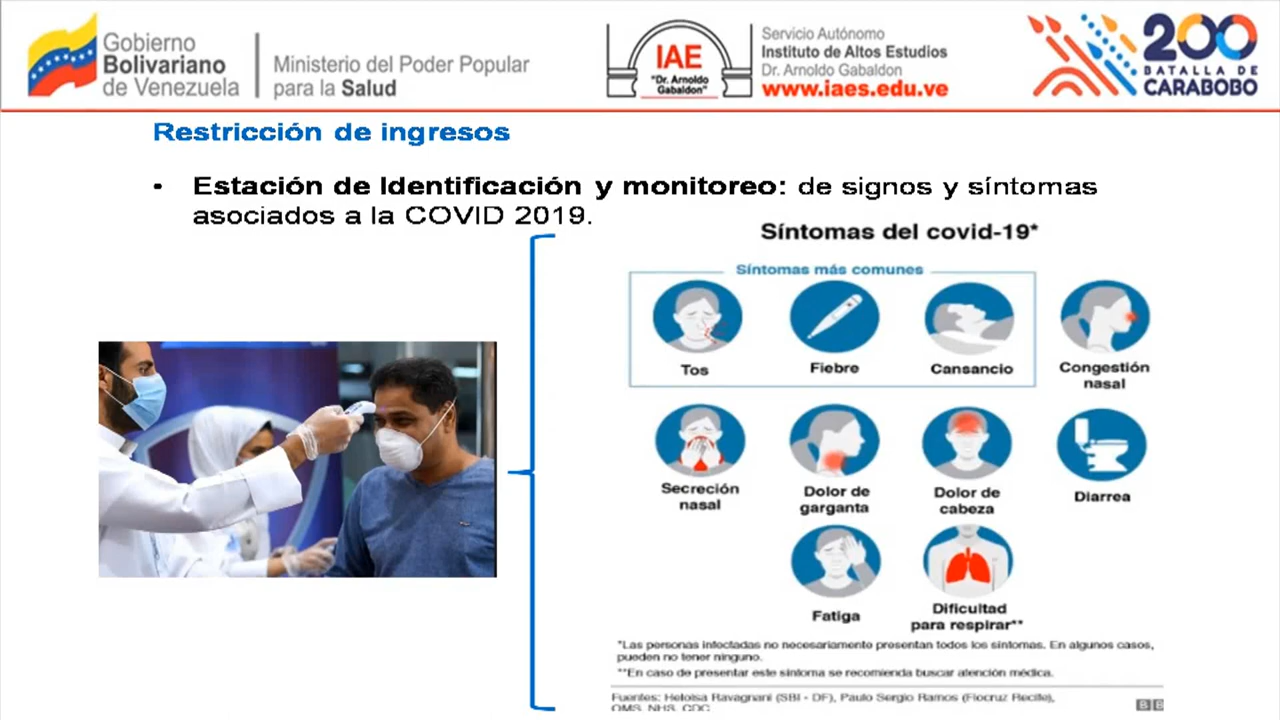 Gobierno
Bolivariano
de Venezuela
Ministerio del Poder Popular
para la Salud
IAE
"Dr. Arnoldo
Gabaldon"
Servicio Autónomo
Instituto de Altos Estudios
Dr. Arnoldo Gabaldon
www.iaes.edu.ve
200
BATALLA DE
CARABOBO
Restricción de ingresos
• Estación de Identificación y monitoreo: de signos y síntomas
asociados a la COVID 2019.
Síntomas del covid-19*
Síntomas más comunes
Tos
Fiebre
Cansancio
Congestión
nasal
Secreción
nasal
Dolor de
garganta
Dolor de
cabeza
Diarrea
Fatiga
Dificultad
para respirar**
*Las personas infectadas no necesariamente presentan todos los síntomas. En algunos casos,
pueden no tener ninguno.
**En caso de presentar este síntoma se recomienda buscar atención médica.
Fuentes: Heloísa Ravagnani (SBI - DF), Paulo Sergio Ramos (Fiocruz Recife),
OMS, NHS, CDC